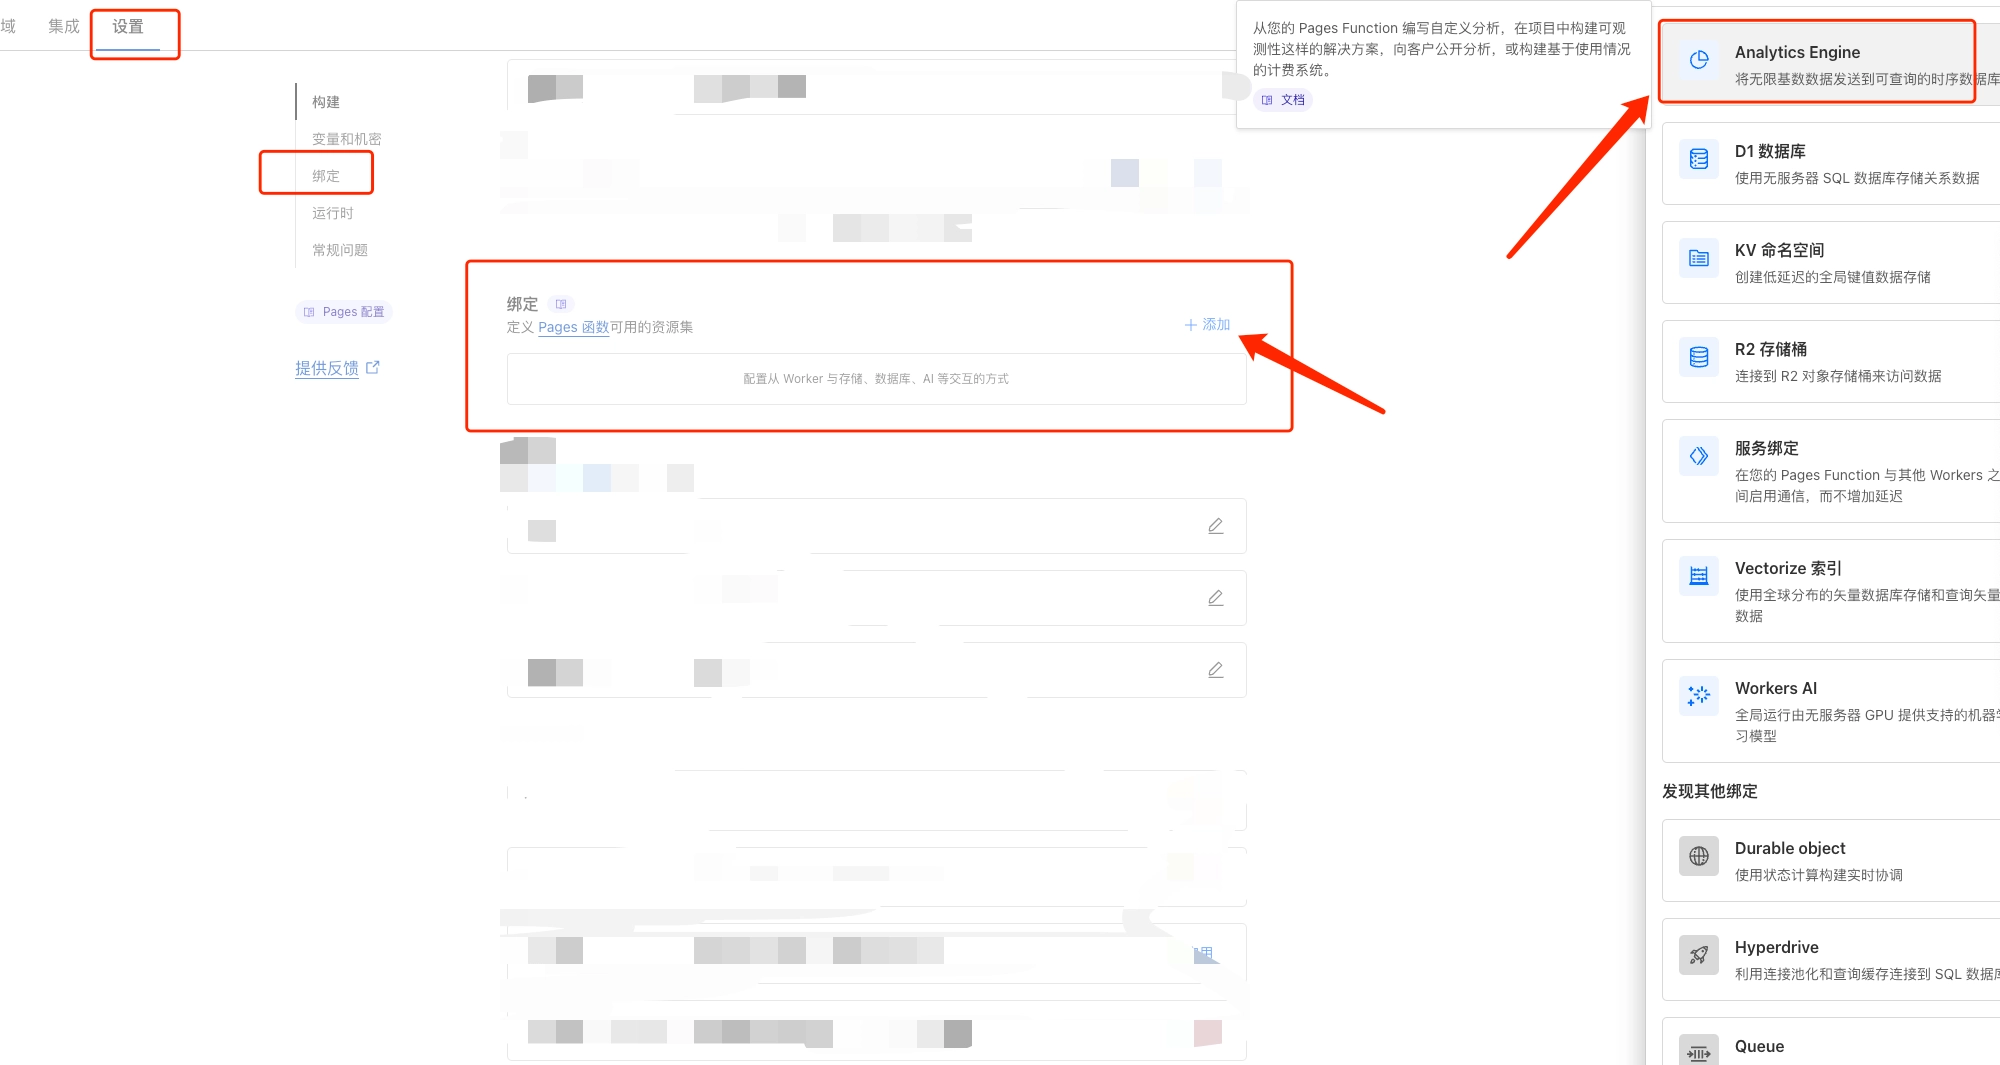 域
集成
设置
构建
变量和机密
绑定
运行时
常规问题
Pages 配置
提供反馈
绑定
定义 Pages 函数可用的资源集
添加
配置从 Worker 与存储、数据库、AI 等交互的方式
用
从您的 Pages Function 编写自定义分析，在项目中构建可观
测性这样的解决方案，向客户公开分析，或构建基于使用情况
的计费系统。
文档
Analytics Engine
将无限基数数据发送到可查询的时序数据库
D1 数据库
使用无服务器 SQL 数据库存储关系数据
KV 命名空间
创建低延迟的全局键值数据存储
R2 存储桶
连接到 R2 对象存储桶来访问数据
服务绑定
在您的 Pages Function 与其他 Workers 之
间启用通信，而不增加延迟
Vectorize 索引
使用全球分布的矢量数据库存储和查询矢量
数据
Workers AI
全局运行由无服务器 GPU 提供支持的机器学
习模型
发现其他绑定
Durable object
使用状态计算构建实时协调
Hyperdrive
利用连接池化和查询缓存连接到 SQL 数据库
Queue